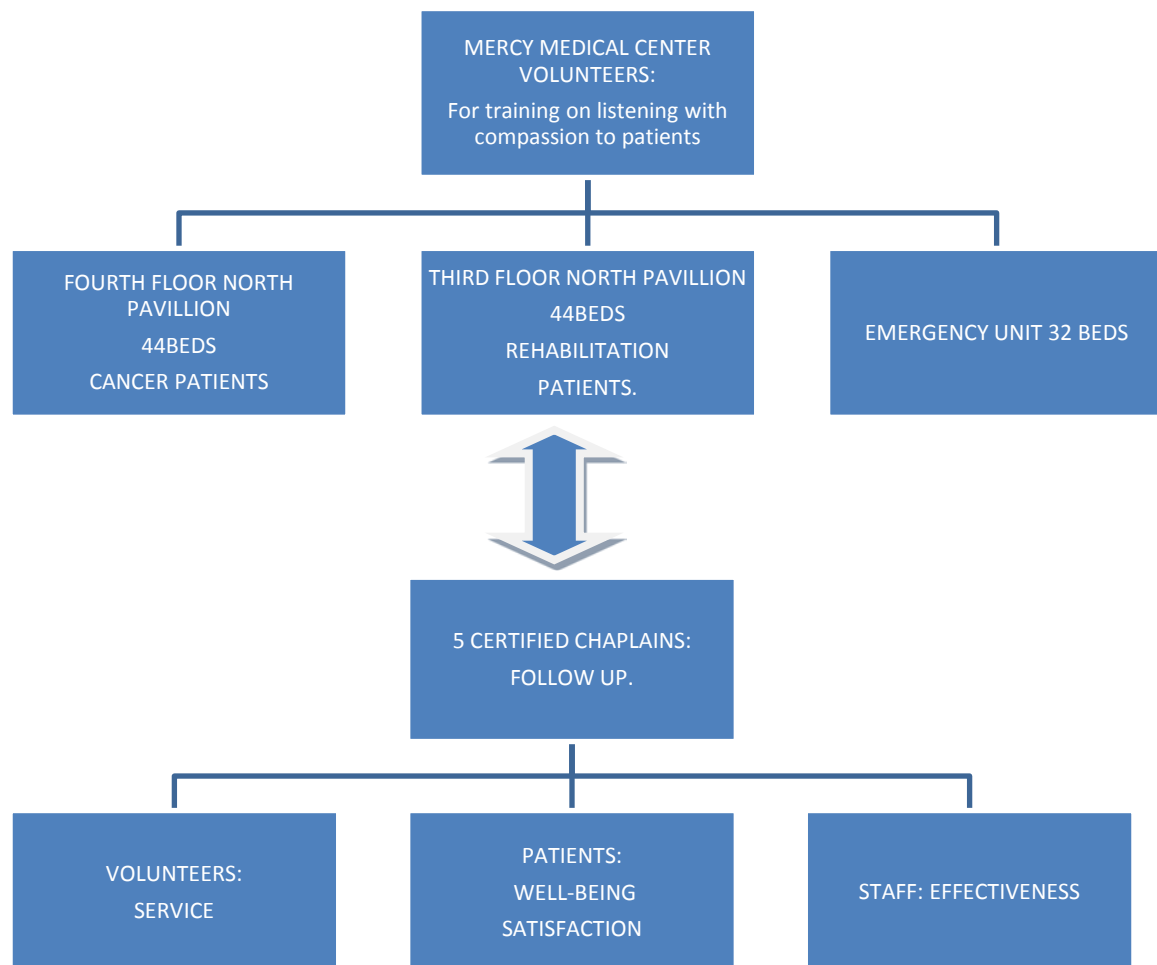 MERCY MEDICAL CENTER
VOLUNTEERS:
For training on listening with
compassion to patients
FOURTH FLOOR NORTH
PAVILLION
44BEDS
CANCER PATIENTS
THIRD FLOOR NORTH PAVILLION
44BEDS
REHABILITATION
PATIENTS.
EMERGENCY UNIT 32 BEDS
5 CERTIFIED CHAPLAINS:
FOLLOW UP.
VOLUNTEERS:
SERVICE
PATIENTS:
WELL-BEING
SATISFACTION
STAFF: EFFECTIVENESS